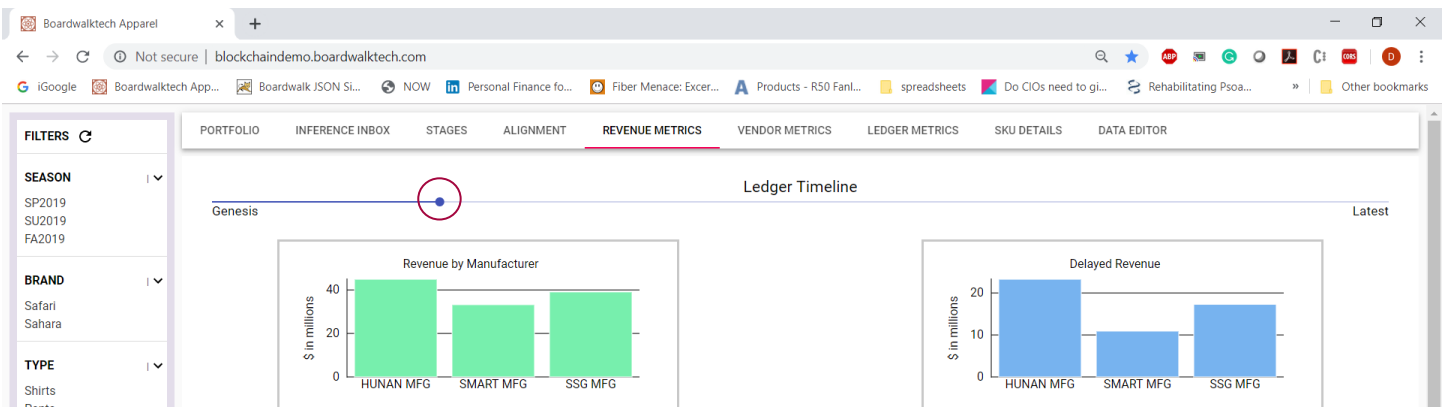 Boardwalktech Apparel
Not secure | blockchaindemo.boardwalktech.com
ABP
CORS
D
iGoogle Boardwalktech App... Boardwalk JSON Si... NOW Personal Finance fo... Fiber Menace: Excer... Products - R50 Fanl... spreadsheets Do CIOs need to gi... Rehabilitating Psoa... » Other bookmarks
FILTERS
PORTFOLIO INFERENCE INBOX STAGES ALIGNMENT REVENUE METRICS VENDOR METRICS LEDGER METRICS SKU DETAILS DATA EDITOR
SEASON
SP2019
SU2019
FA2019
BRAND
Safari
Sahara
TYPE
Shirts
Pants
Ledger Timeline
Genesis Latest
Revenue by Manufacturer
$ in millions
40
20
0
HUNAN MFG SMART MFG SSG MFG
Delayed Revenue
$ in millions
20
10
0
HUNAN MFG SMART MFG SSG MFG